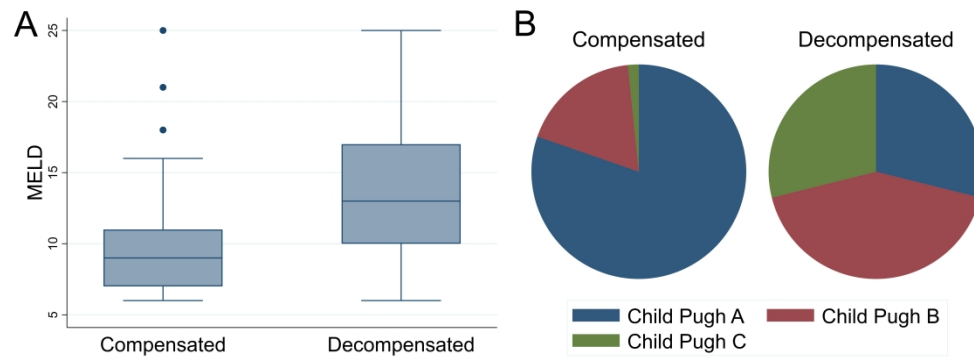 A
MELD
25
20
15
10
5
Compensated
Decompensated
B
Compensated
Decompensated
Child Pugh A
Child Pugh B
Child Pugh C